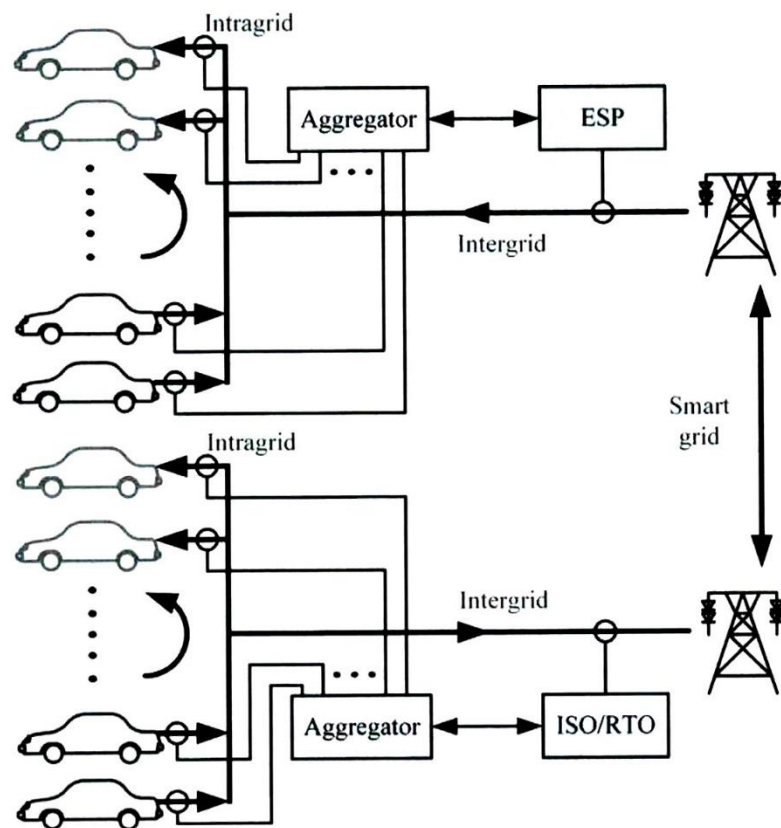 Intragrid
Aggregator
ESP
Intergrid
Smart
grid
Intragrid
Intergrid
Aggregator
ISO/RTO